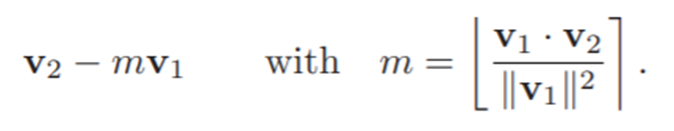 v₂ − mv₁ with m = ⌊ v₁ · v₂ / ‖v₁‖² ⌉ .